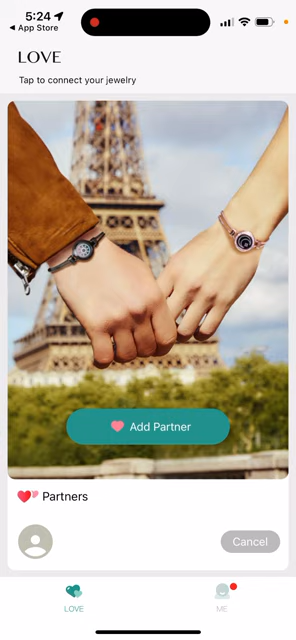 5:24
App Store
LOVE
Tap to connect your jewelry
Add Partner
Partners
Cancel
LOVE
ME